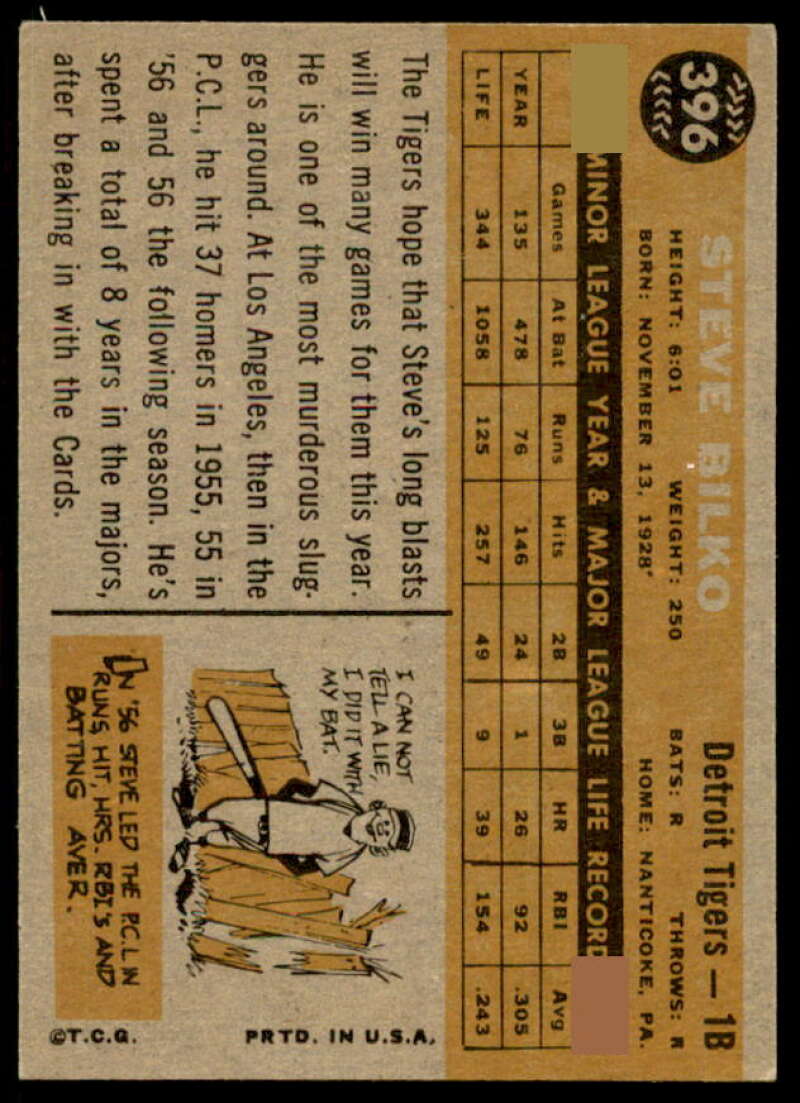 396
STEVE BILKO
Detroit Tigers — 1B
HEIGHT: 6:01 WEIGHT: 250 BATS: R THROWS: R
BORN: NOVEMBER 13, 1928 HOME: NANTICOKE, PA.
MINOR LEAGUE YEAR & MAJOR LEAGUE LIFE RECORD
Games At Bat Runs Hits 2B 3B HR RBI Avg
YEAR 135 478 76 146 24 1 26 92 .305
LIFE 344 1058 125 257 49 9 39 154 .243
The Tigers hope that Steve's long blasts
will win many games for them this year.
He is one of the most murderous slug-
gers around. At Los Angeles, then in the
P.C.L., he hit 37 homers in 1955, 55 in
'56 and 56 the following season. He's
spent a total of 8 years in the majors,
after breaking in with the Cards.
I CAN NOT
TELL A LIE,
I DID IT WITH
MY BAT.
IN '56 STEVE LED THE P.C.L IN
RUNS, HIT, HRS. RBI'S AND
BATTING AVER.
©T.C.G. PRTD. IN U.S.A.